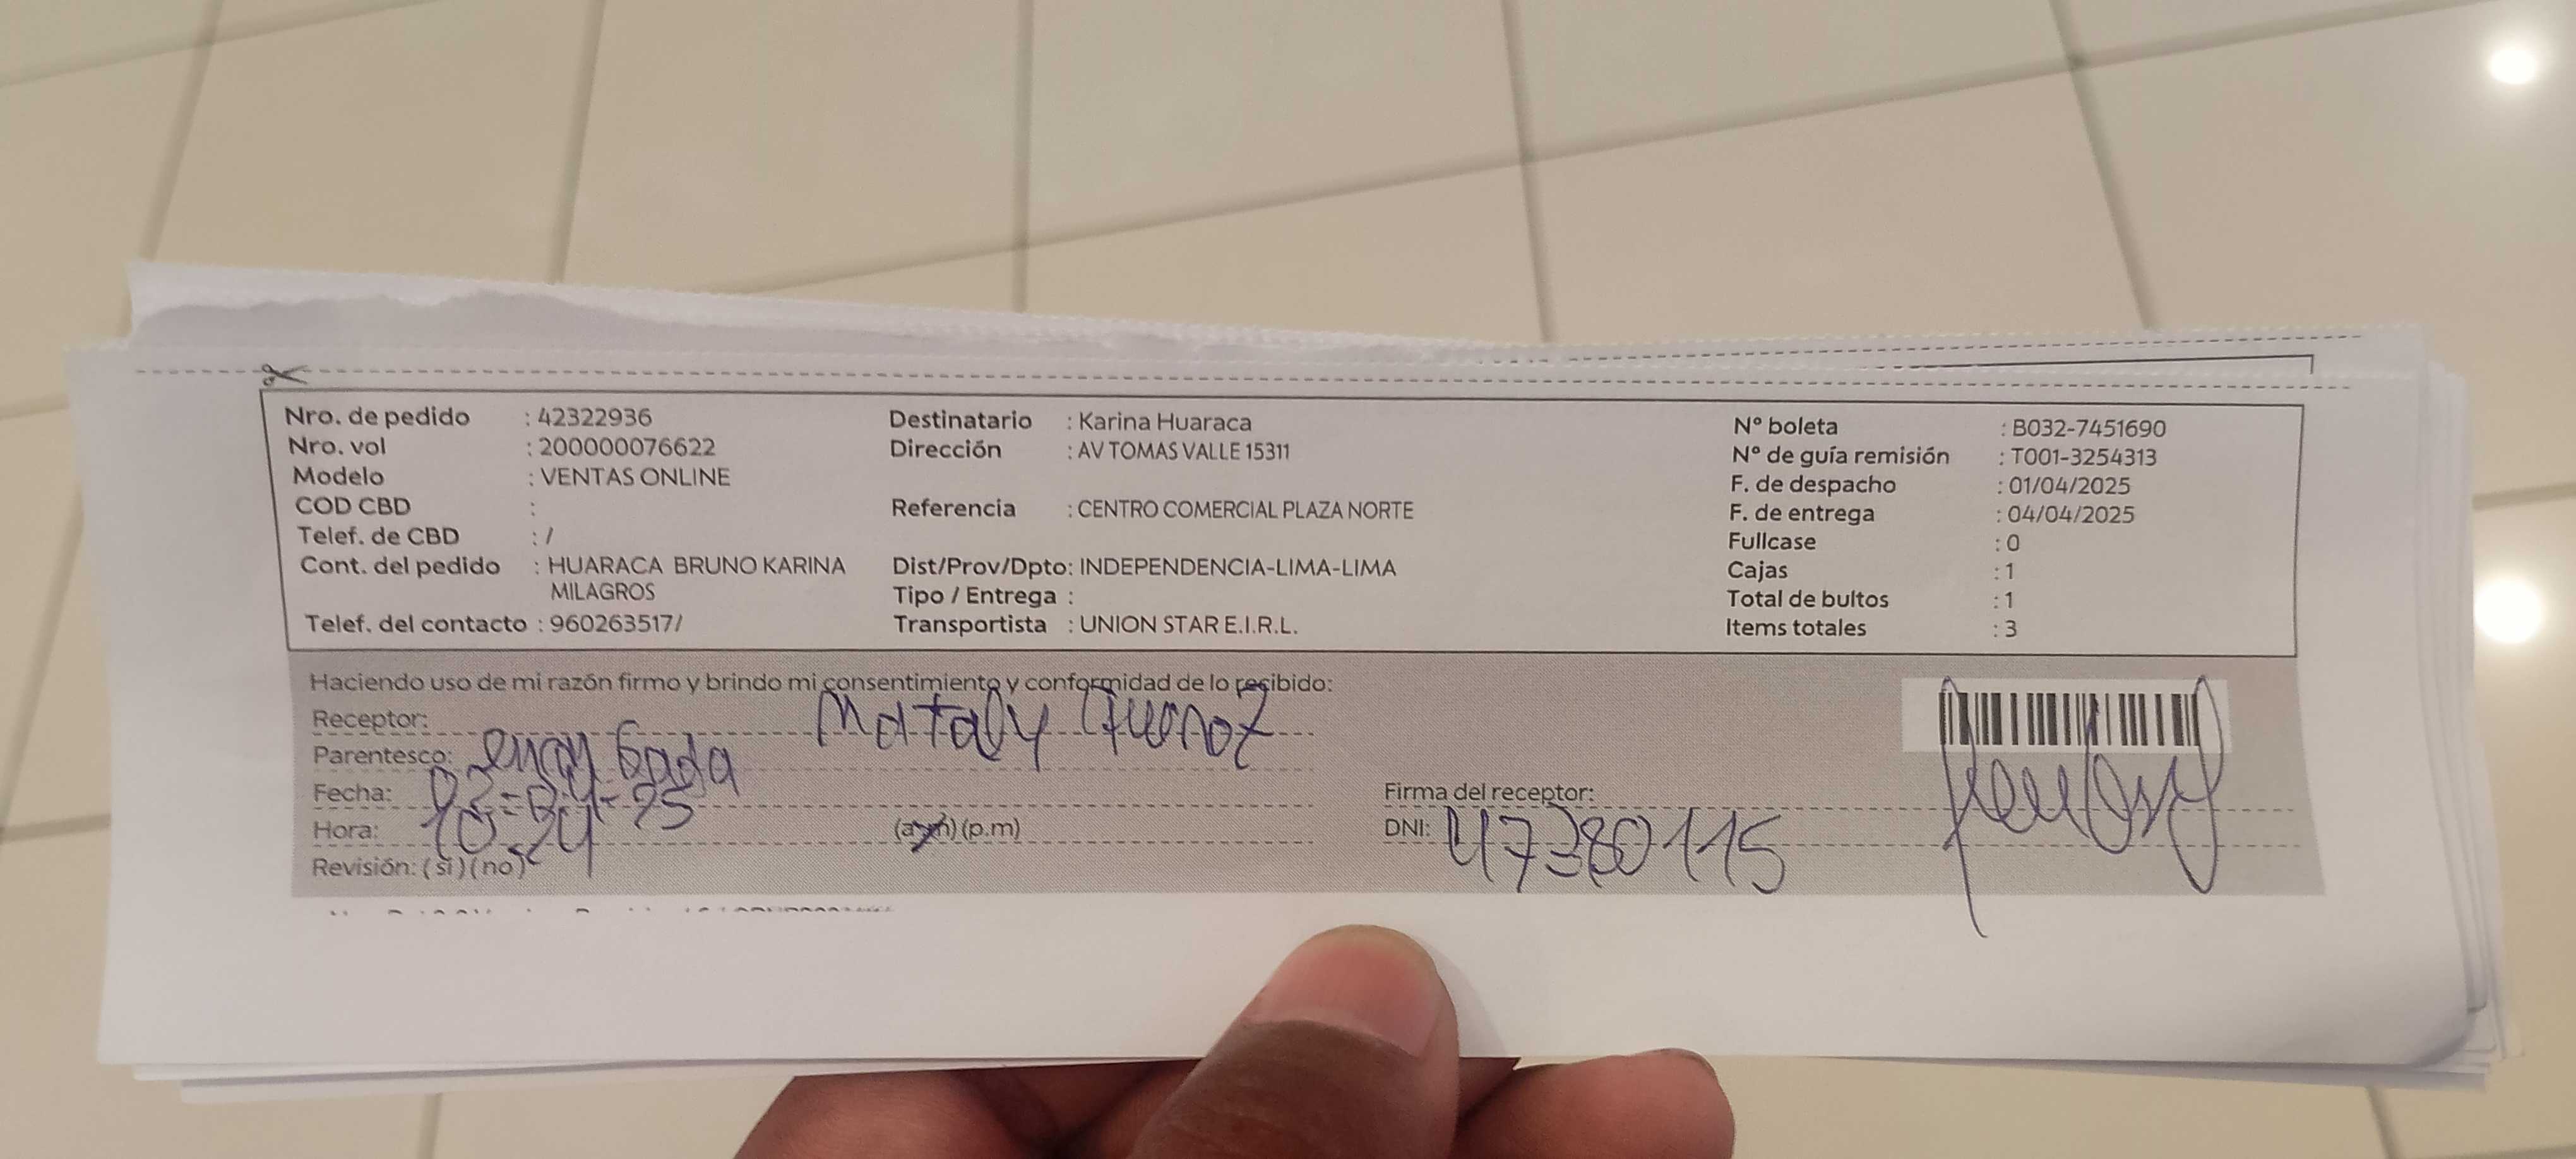 Nro. de pedido : 42322936
Nro. vol : 200000076622
Modelo : VENTAS ONLINE
COD CBD :
Telef. de CBD : /
Cont. del pedido : HUARACA BRUNO KARINA
MILAGROS
Telef. del contacto : 960263517/
Destinatario : Karina Huaraca
Dirección : AV TOMAS VALLE 15311
Referencia : CENTRO COMERCIAL PLAZA NORTE
Dist/Prov/Dpto: INDEPENDENCIA-LIMA-LIMA
Tipo / Entrega :
Transportista : UNION STAR E.I.R.L.
N° boleta : B032-7451690
N° de guía remisión : T001-3254313
F. de despacho : 01/04/2025
F. de entrega : 04/04/2025
Fullcase : 0
Cajas : 1
Total de bultos : 1
Items totales : 3
Haciendo uso de mi razón firmo y brindo mi consentimiento y conformidad de lo recibido:
Receptor: Nataly
Parentesco:
Fecha:
Hora: 10:24 (a.m) (p.m)
Revisión: (si) (no)
Firma del receptor:
DNI: 47380115